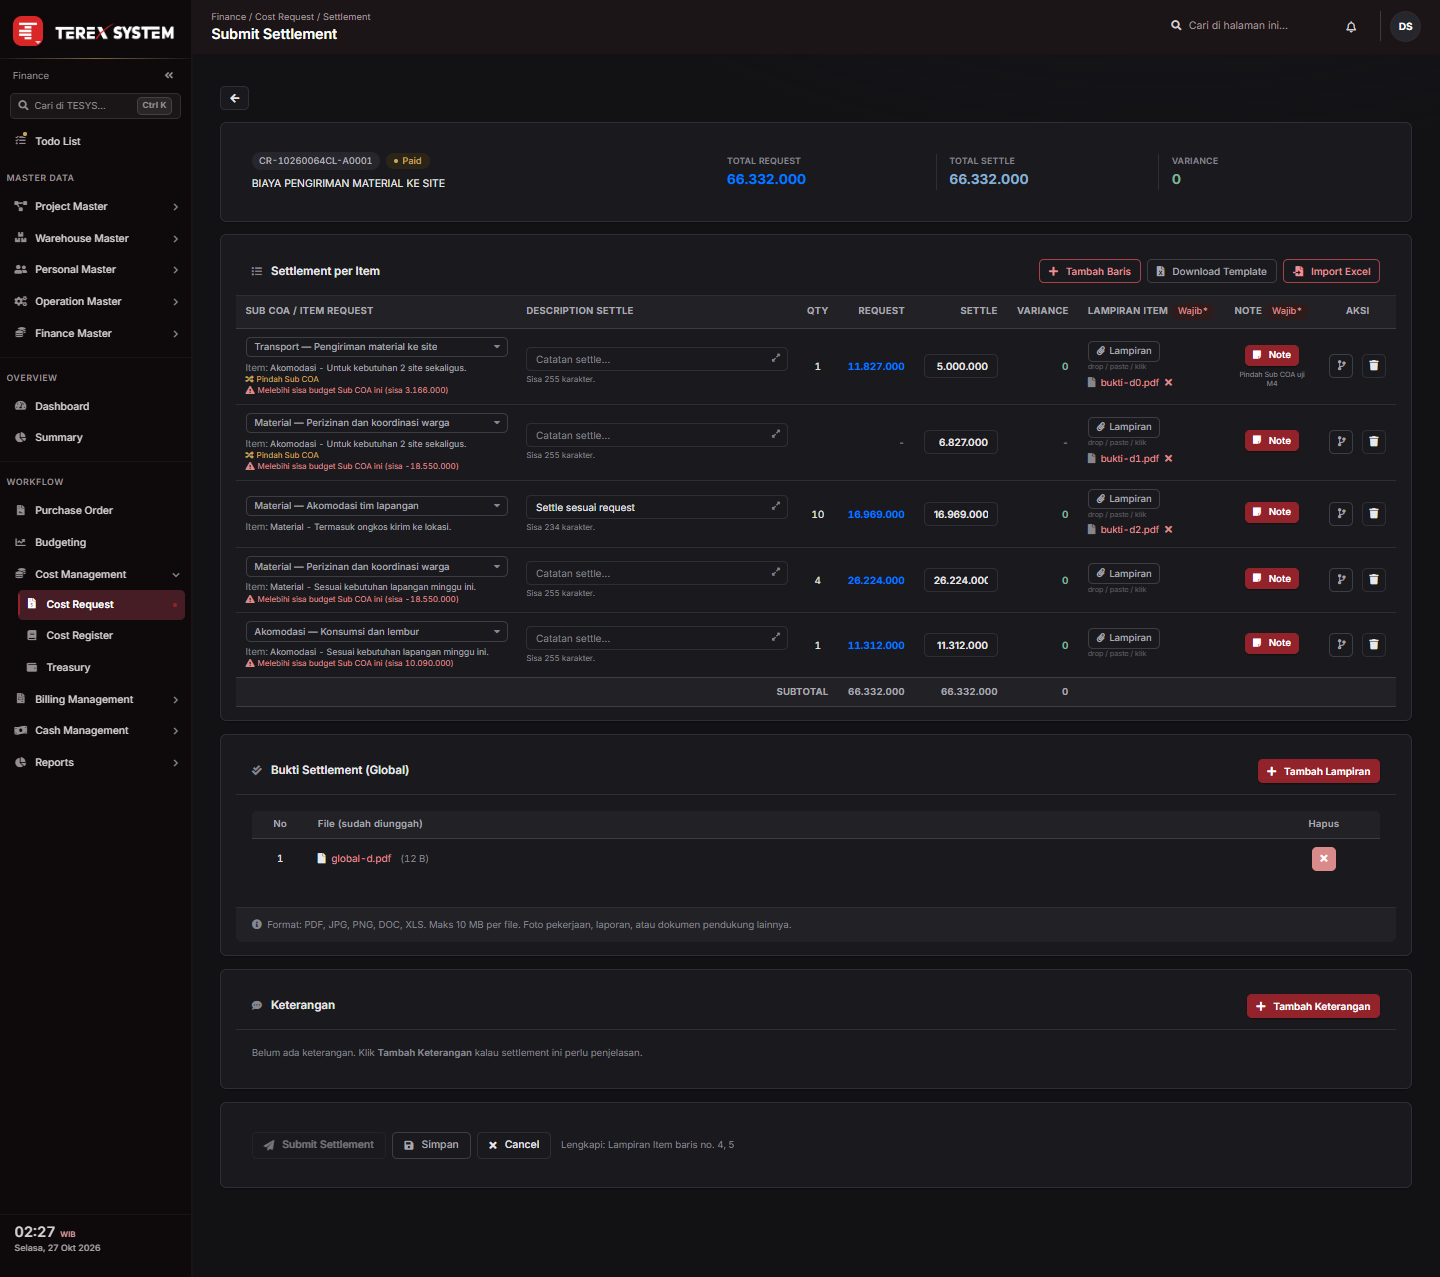 TEREX SYSTEM
Finance
Cari di TESYS...
Ctrl K
Todo List
MASTER DATA
Project Master
Warehouse Master
Personal Master
Operation Master
Finance Master
OVERVIEW
Dashboard
Summary
WORKFLOW
Purchase Order
Budgeting
Cost Management
Cost Request
Cost Register
Treasury
Billing Management
Cash Management
Reports
02:27 WIB
Selasa, 27 Okt 2026
Finance / Cost Request / Settlement
Submit Settlement
Cari di halaman ini...
DS
CR-10260064CL-A0001 Paid
BIAYA PENGIRIMAN MATERIAL KE SITE
TOTAL REQUEST
66.332.000
TOTAL SETTLE
66.332.000
VARIANCE
0
Settlement per Item
Tambah Baris
Download Template
Import Excel
SUB COA / ITEM REQUEST DESCRIPTION SETTLE QTY REQUEST SETTLE VARIANCE LAMPIRAN ITEM Wajib* NOTE Wajib* AKSI
Transport — Pengiriman material ke site
Item: Akomodasi - Untuk kebutuhan 2 site sekaligus.
Pindah Sub COA
Melebihi sisa budget Sub COA ini (sisa 3.166.000)
Catatan settle...
Sisa 255 karakter.
1 11.827.000 5.000.000 0
Lampiran
drop / paste / klik
bukti-d0.pdf
Note
Pindah Sub COA uji
M4
Material — Perizinan dan koordinasi warga
Item: Akomodasi - Untuk kebutuhan 2 site sekaligus.
Pindah Sub COA
Melebihi sisa budget Sub COA ini (sisa -18.550.000)
Catatan settle...
Sisa 255 karakter.
- 6.827.000 -
Lampiran
drop / paste / klik
bukti-d1.pdf
Note
Material — Akomodasi tim lapangan
Item: Material - Termasuk ongkos kirim ke lokasi.
Settle sesuai request
Sisa 234 karakter.
10 16.969.000 16.969.000 0
Lampiran
drop / paste / klik
bukti-d2.pdf
Note
Material — Perizinan dan koordinasi warga
Item: Material - Sesuai kebutuhan lapangan minggu ini.
Melebihi sisa budget Sub COA ini (sisa -18.550.000)
Catatan settle...
Sisa 255 karakter.
4 26.224.000 26.224.000 0
Lampiran
drop / paste / klik
Note
Akomodasi — Konsumsi dan lembur
Item: Akomodasi - Sesuai kebutuhan lapangan minggu ini.
Melebihi sisa budget Sub COA ini (sisa 10.090.000)
Catatan settle...
Sisa 255 karakter.
1 11.312.000 11.312.000 0
Lampiran
drop / paste / klik
Note
SUBTOTAL 66.332.000 66.332.000 0
Bukti Settlement (Global)
Tambah Lampiran
No File (sudah diunggah) Hapus
1 global-d.pdf (12 B)
Format: PDF, JPG, PNG, DOC, XLS. Maks 10 MB per file. Foto pekerjaan, laporan, atau dokumen pendukung lainnya.
Keterangan
Tambah Keterangan
Belum ada keterangan. Klik Tambah Keterangan kalau settlement ini perlu penjelasan.
Submit Settlement
Simpan
Cancel
Lengkapi: Lampiran Item baris no. 4, 5